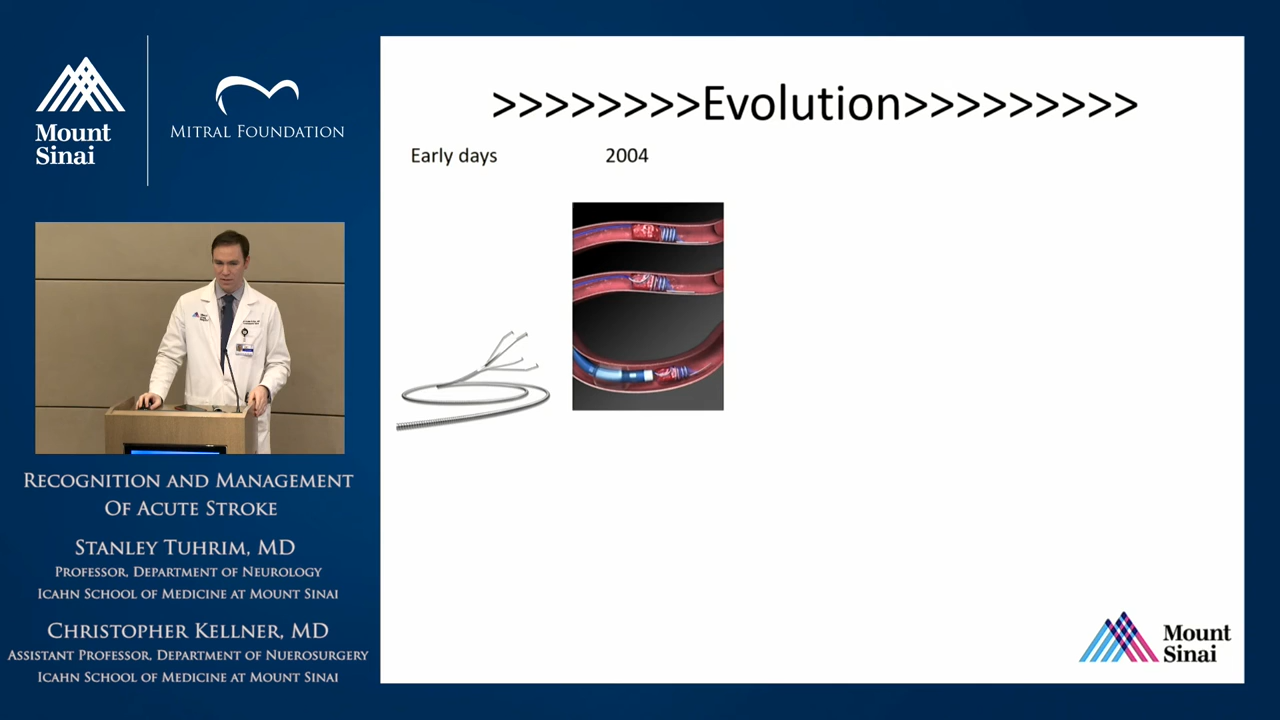 Mount
Sinai
MITRAL FOUNDATION
>>>>>>>>Evolution>>>>>>>>>
Early days
2004
RECOGNITION AND MANAGEMENT
OF ACUTE STROKE
STANLEY TUHRIM, MD
PROFESSOR, DEPARTMENT OF NEUROLOGY
ICAHN SCHOOL OF MEDICINE AT MOUNT SINAI
CHRISTOPHER KELLNER, MD
ASSISTANT PROFESSOR, DEPARTMENT OF NUEROSURGERY
ICAHN SCHOOL OF MEDICINE AT MOUNT SINAI
Mount
Sinai